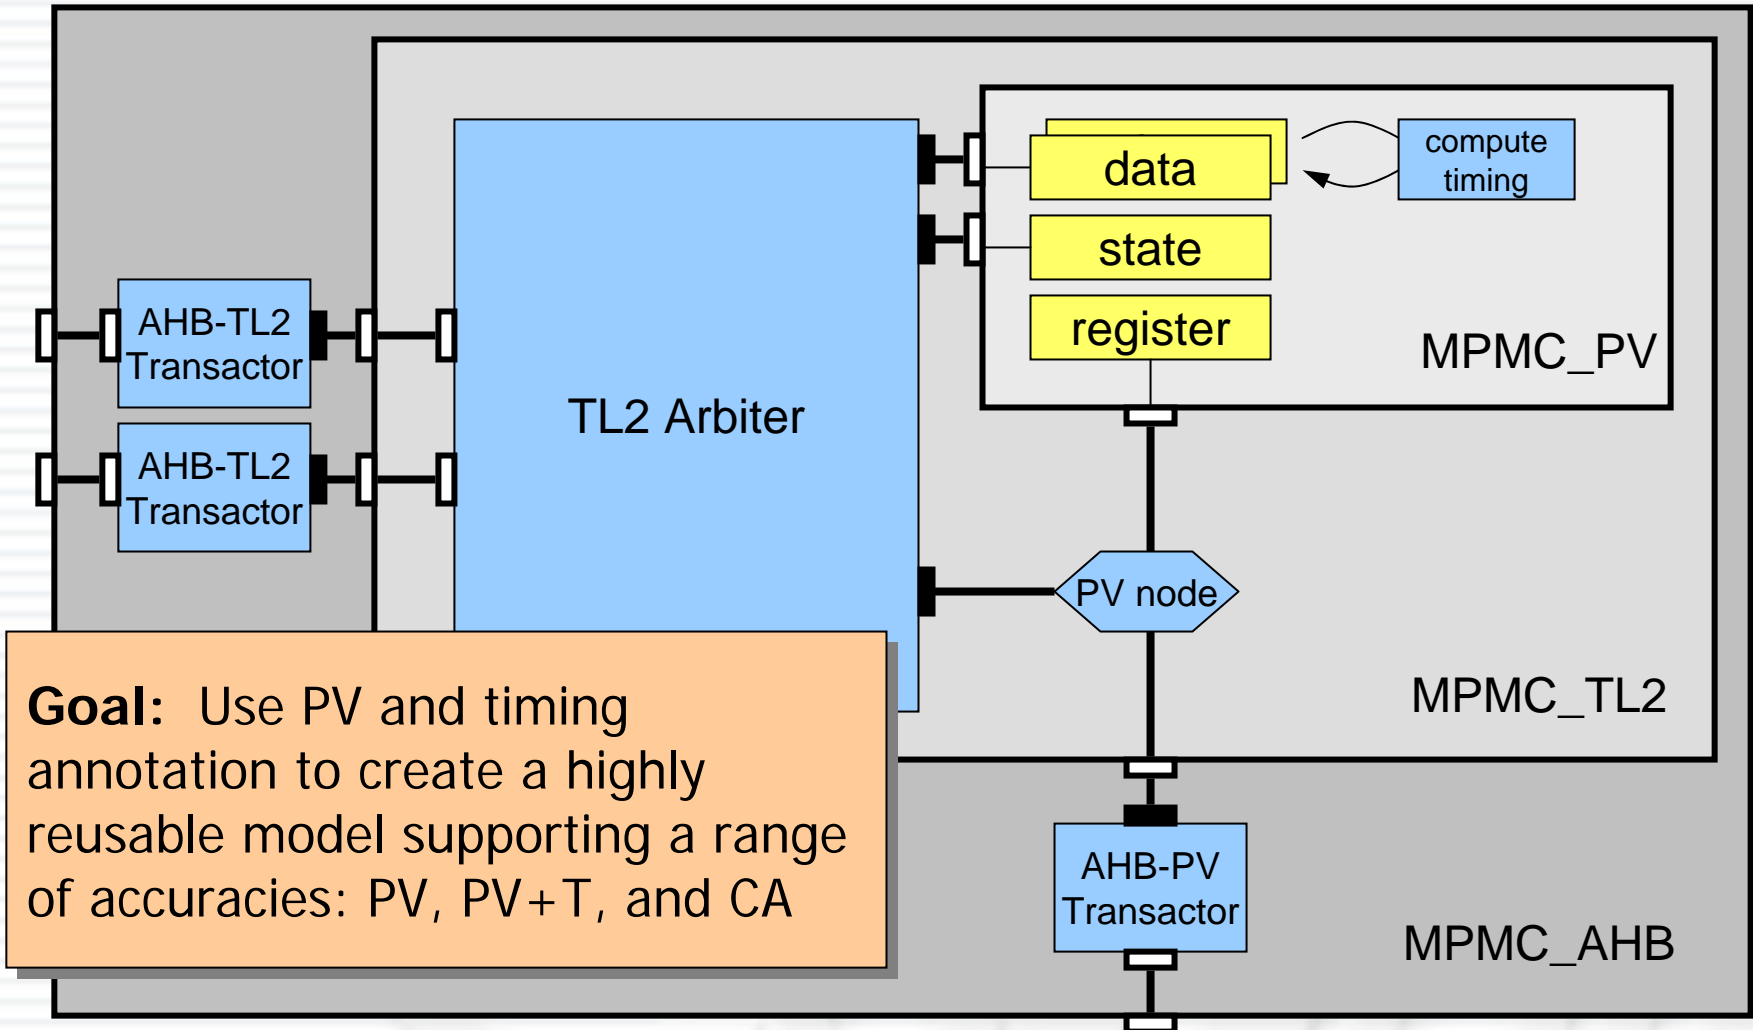 data
compute
timing
state
register
MPMC_PV
AHB-TL2
Transactor
TL2 Arbiter
AHB-TL2
Transactor
PV node
MPMC_TL2
Goal: Use PV and timing
annotation to create a highly
reusable model supporting a range
of accuracies: PV, PV+T, and CA
AHB-PV
Transactor
MPMC_AHB